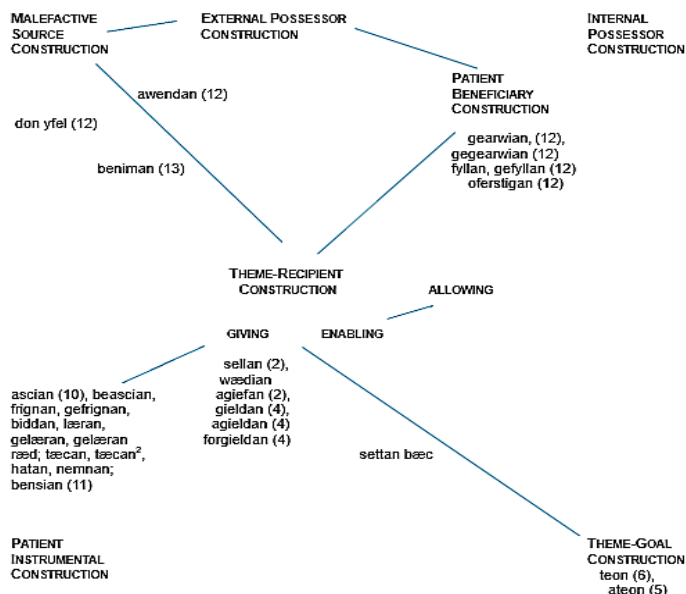 MALEFACTIVE
SOURCE
CONSTRUCTION
EXTERNAL POSSESSOR
CONSTRUCTION
INTERNAL
POSSESSOR
CONSTRUCTION
PATIENT
BENEFICIARY
CONSTRUCTION
awendan (12)
don yfel (12)
beniman (13)
gearwian, (12),
gegearwian (12)
fyllan, gefyllan (12)
oferstigan (12)
THEME-RECIPIENT
CONSTRUCTION
ALLOWING
GIVING
ENABLING
sellan (2),
wædian
agiefan (2),
gieldan (4),
agieldan (4)
forgieldan (4)
ascian (10), beascian,
frignan, gefrignan,
biddan, læran,
gelæran, gelæran
ræd; tæcan, tæcan²,
hatan, nemnan;
bensian (11)
settan bæc
PATIENT
INSTRUMENTAL
CONSTRUCTION
THEME-GOAL
CONSTRUCTION
teon (6),
ateon (5)